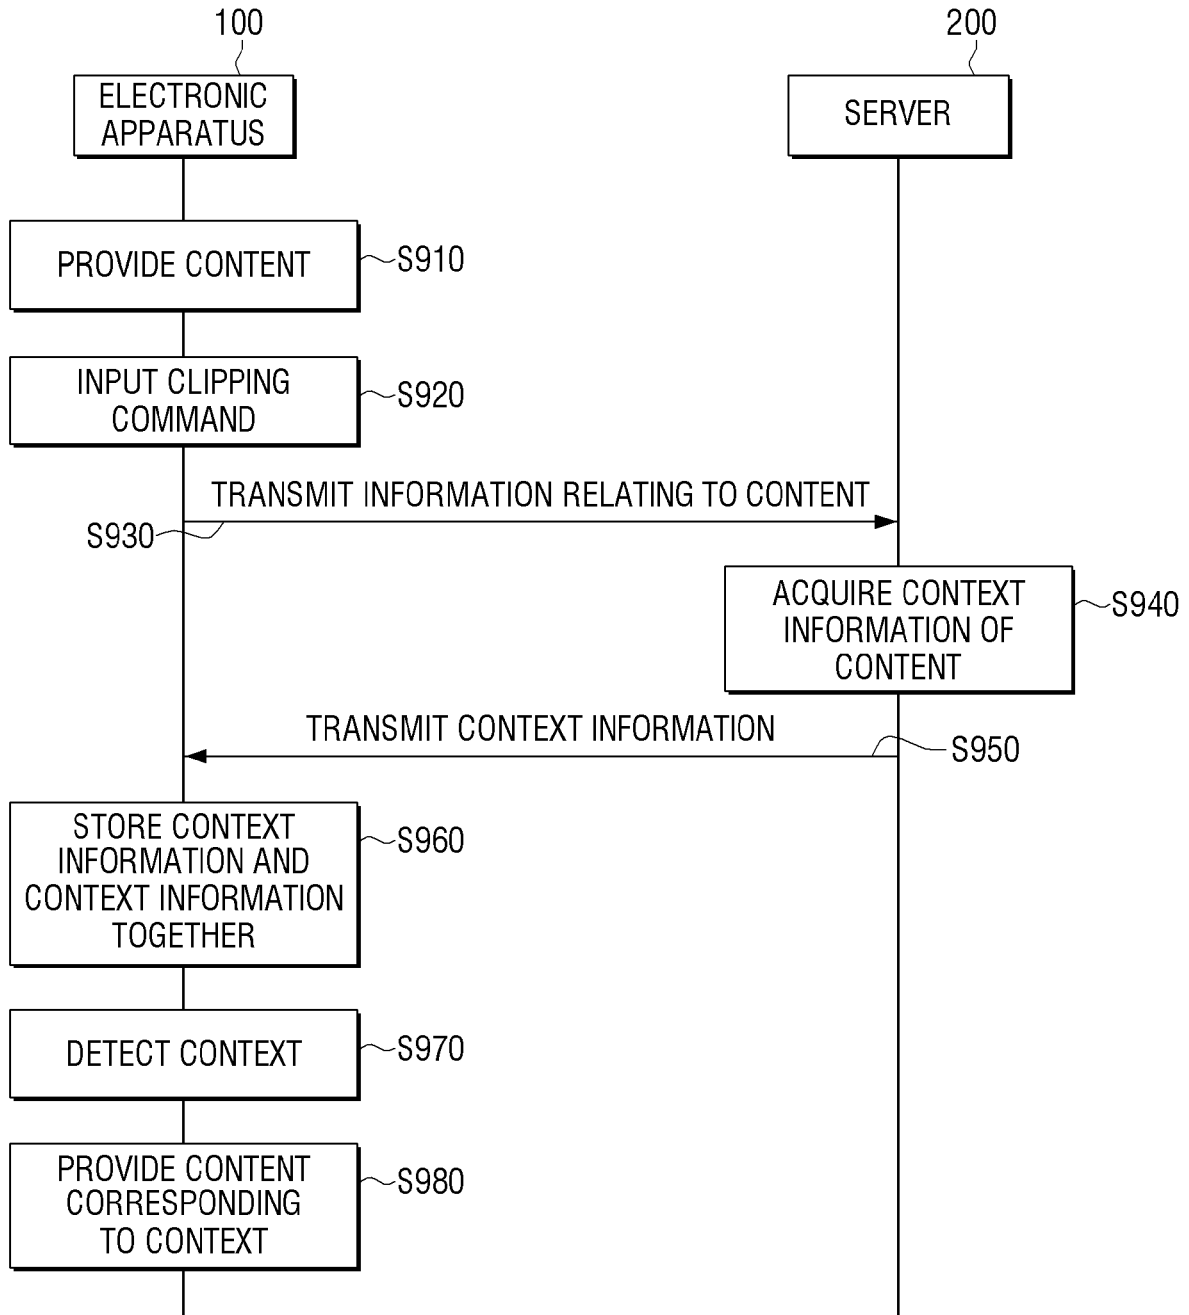 100
200
ELECTRONIC
APPARATUS
SERVER
PROVIDE CONTENT
S910
INPUT CLIPPING
COMMAND
S920
TRANSMIT INFORMATION RELATING TO CONTENT
S930
ACQUIRE CONTEXT
INFORMATION OF
CONTENT
S940
TRANSMIT CONTEXT INFORMATION
S950
STORE CONTEXT
INFORMATION AND
CONTEXT INFORMATION
TOGETHER
S960
DETECT CONTEXT
S970
PROVIDE CONTENT
CORRESPONDING
TO CONTEXT
S980